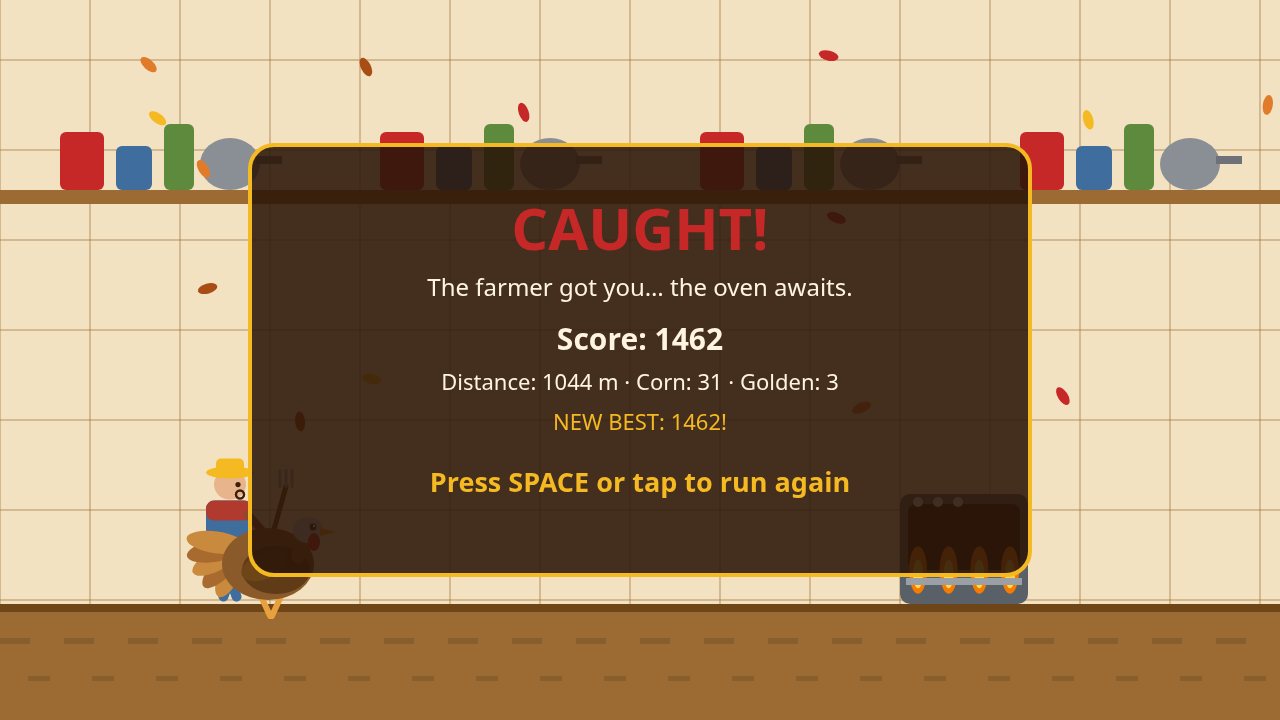 CAUGHT!
The farmer got you... the oven awaits.
Score: 1462
Distance: 1044 m · Corn: 31 · Golden: 3
NEW BEST: 1462!
Press SPACE or tap to run again